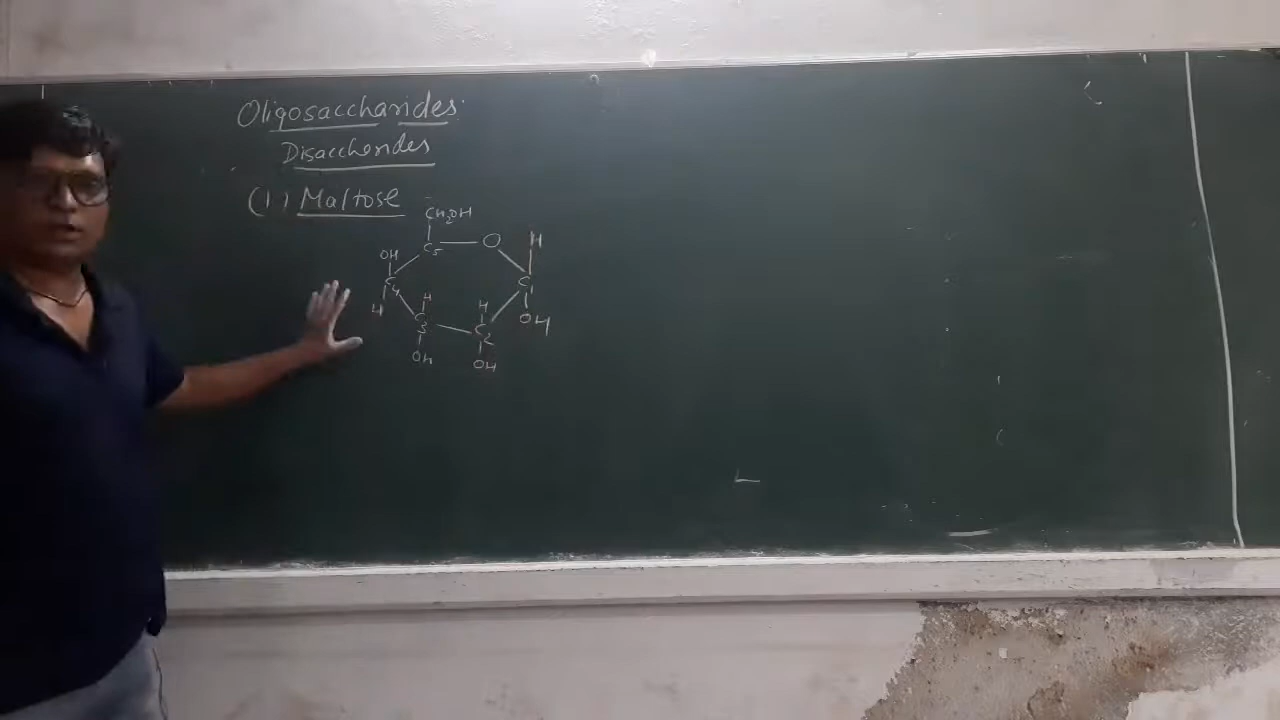 Oligosaccharides
Disaccharides
(1) Maltose
CH₂OH
C₅ O H
OH
C₄ C₁
H H H OH
C₃ C₂
OH OH